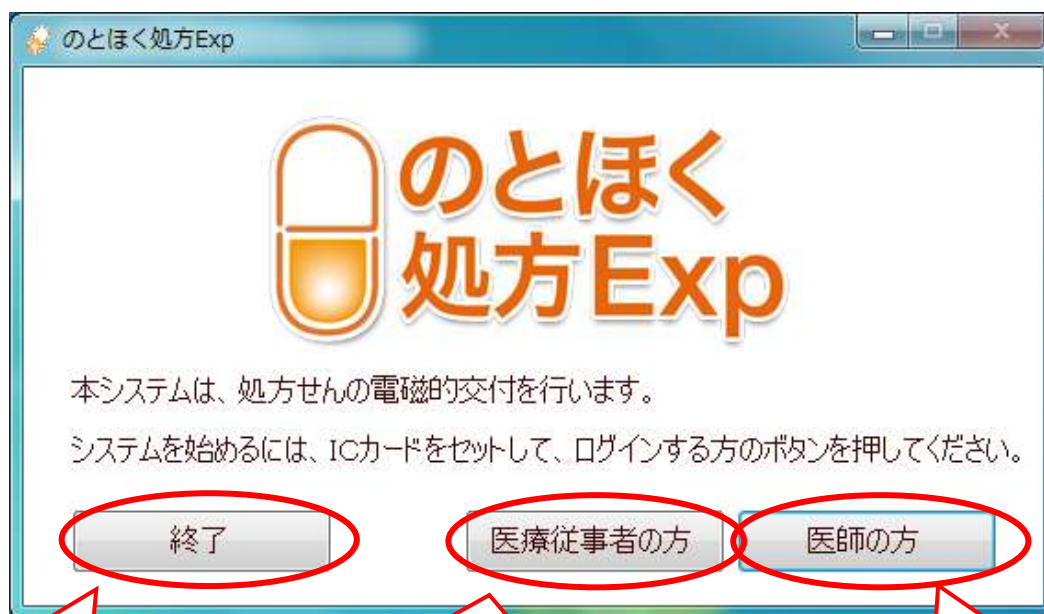 のとほく処方Exp
のとほく
処方Exp
本システムは、処方せんの電磁的交付を行います。
システムを始めるには、ICカードをセットして、ログインする方のボタンを押してください。
終了
医療従事者の方
医師の方